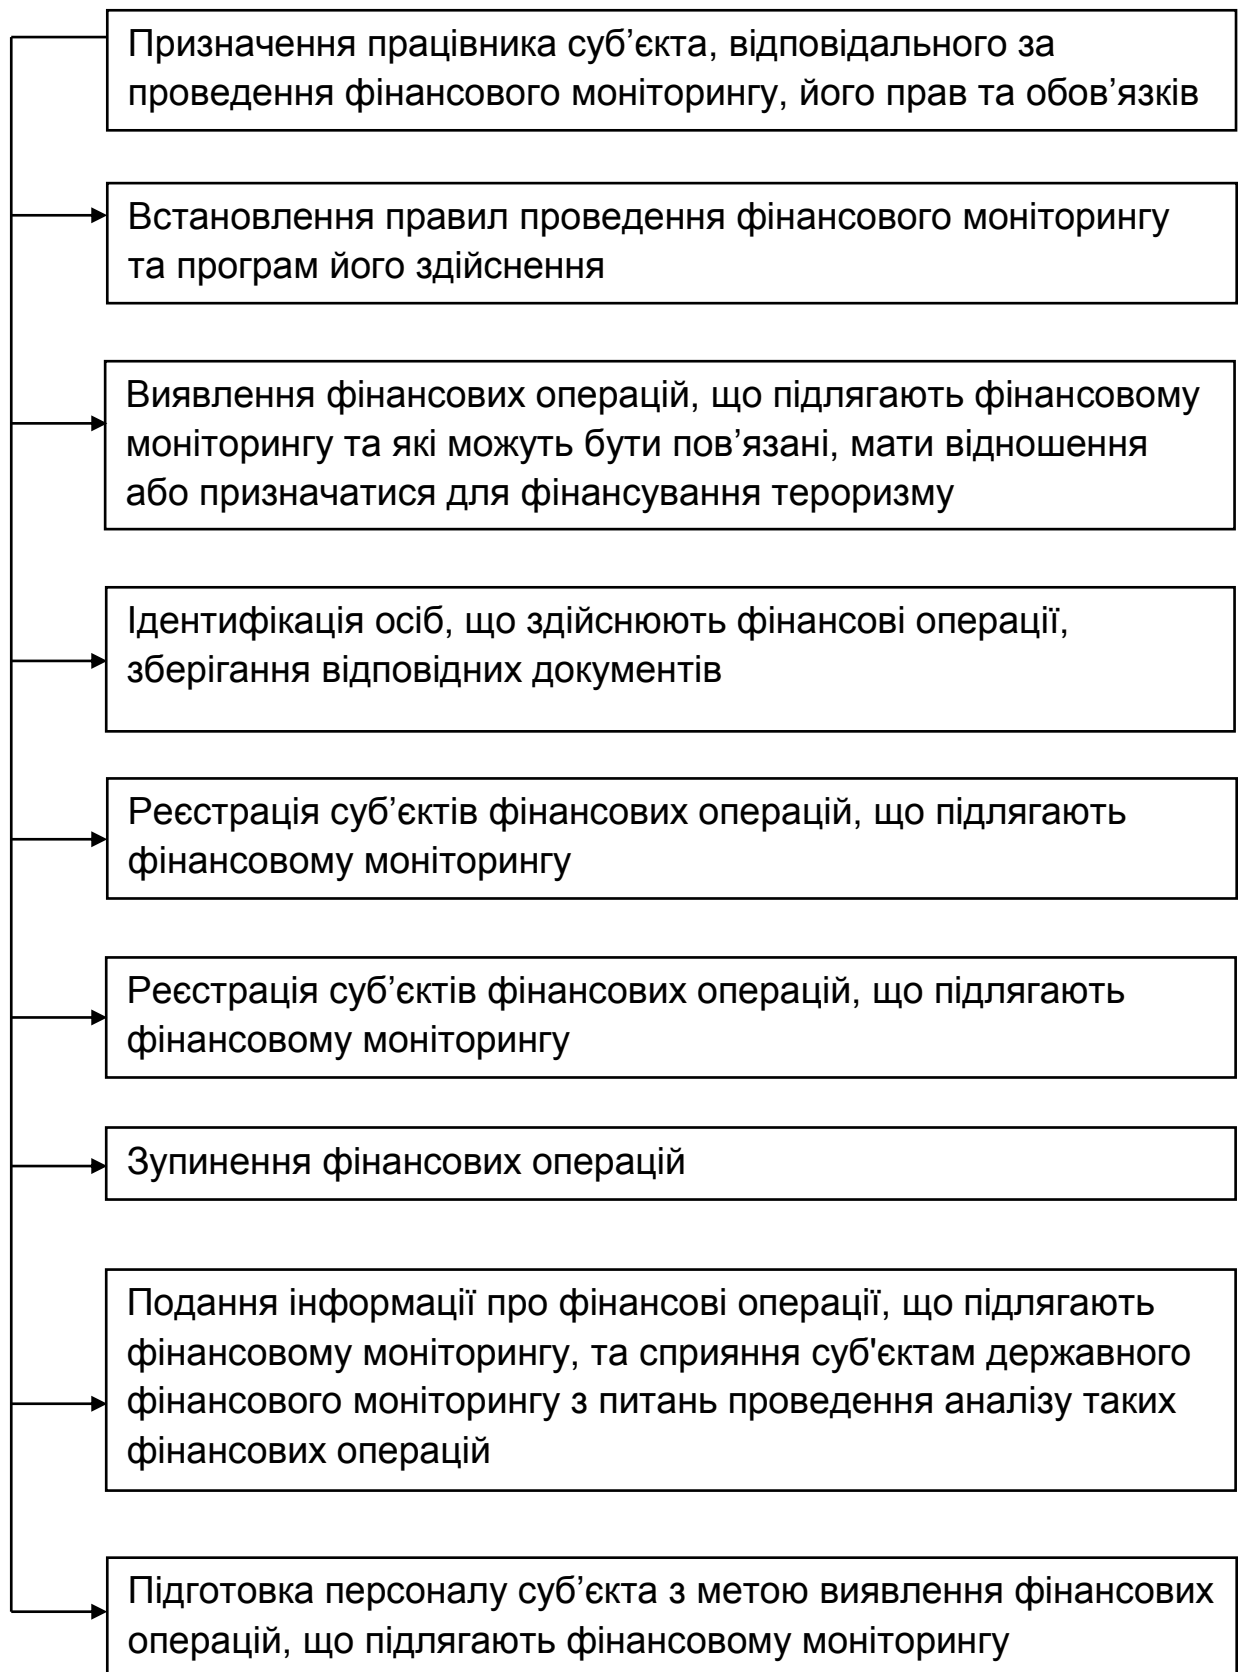 Призначення працівника суб’єкта, відповідального за
проведення фінансового моніторингу, його прав та обов’язків
Встановлення правил проведення фінансового моніторингу
та програм його здійснення
Виявлення фінансових операцій, що підлягають фінансовому
моніторингу та які можуть бути пов’язані, мати відношення
або призначатися для фінансування тероризму
Ідентифікація осіб, що здійснюють фінансові операції,
зберігання відповідних документів
Реєстрація суб’єктів фінансових операцій, що підлягають
фінансовому моніторингу
Реєстрація суб’єктів фінансових операцій, що підлягають
фінансовому моніторингу
Зупинення фінансових операцій
Подання інформації про фінансові операції, що підлягають
фінансовому моніторингу, та сприяння суб'єктам державного
фінансового моніторингу з питань проведення аналізу таких
фінансових операцій
Підготовка персоналу суб’єкта з метою виявлення фінансових
операцій, що підлягають фінансовому моніторингу